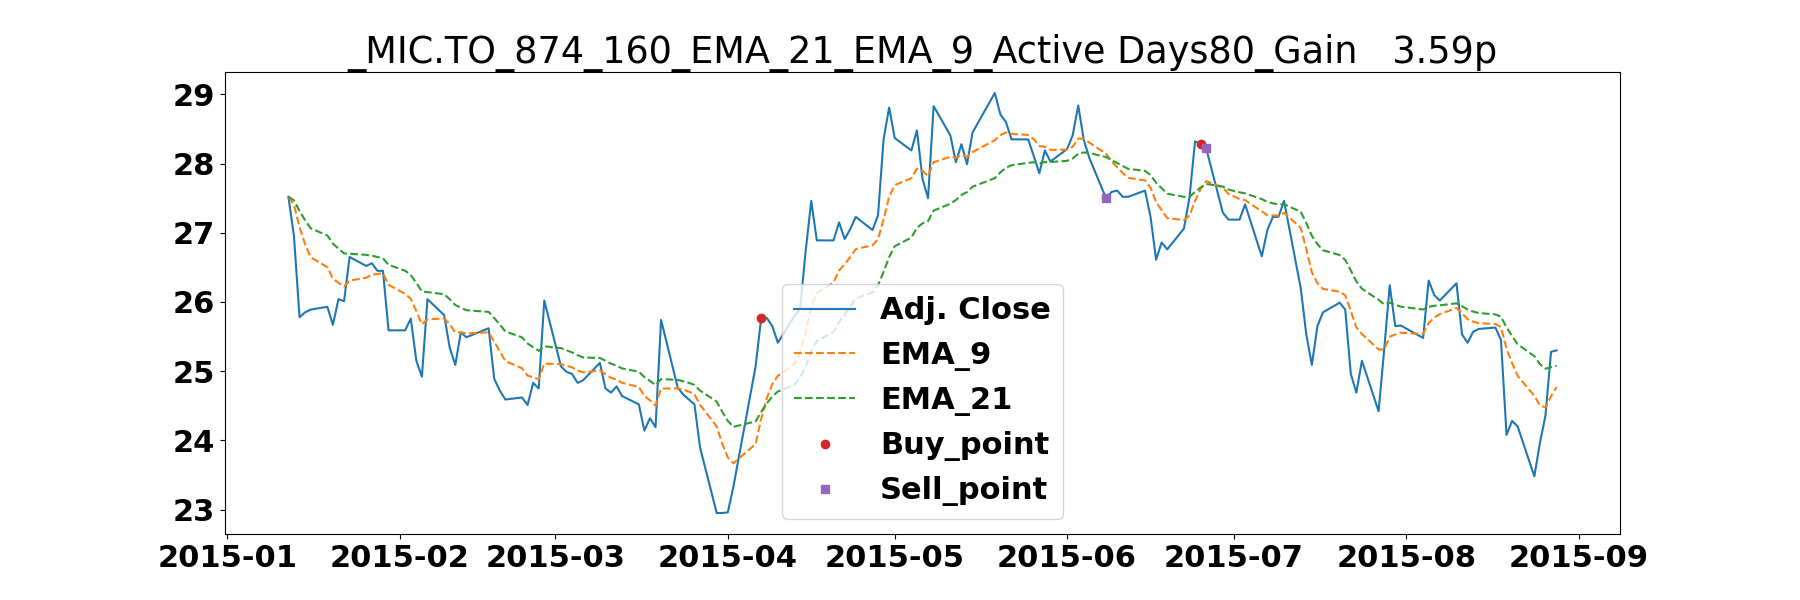 _MIC.TO_874_160_EMA_21_EMA_9_Active Days80_Gain   3.59p
29
28
27
26
25
24
23
Adj. Close
EMA_9
EMA_21
Buy_point
Sell_point
2015-01
2015-02
2015-03
2015-04
2015-05
2015-06
2015-07
2015-08
2015-09